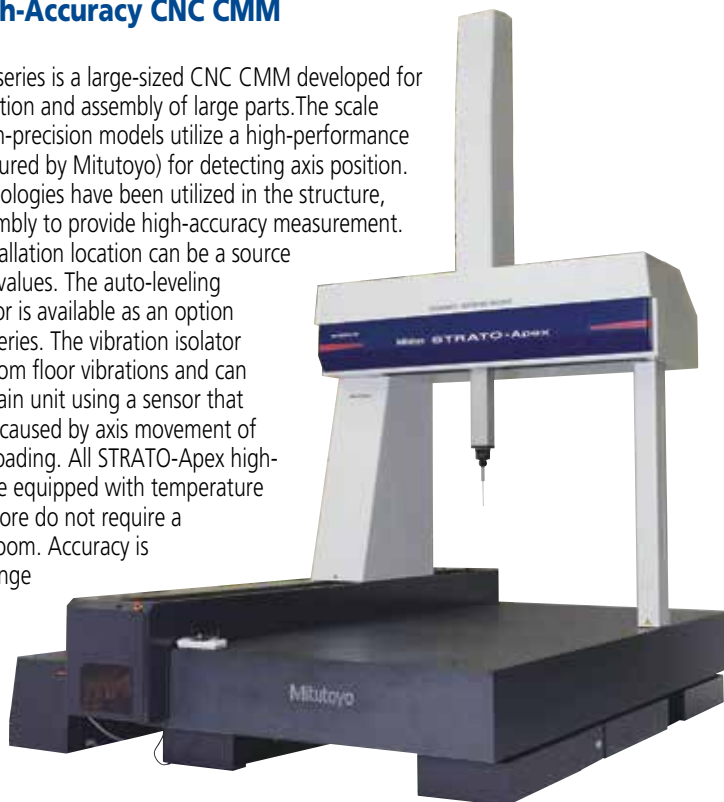 h-Accuracy CNC CMM
series is a large-sized CNC CMM developed for
tion and assembly of large parts.The scale
n-precision models utilize a high-performance
ured by Mitutoyo) for detecting axis position.
ologies have been utilized in the structure,
mbly to provide high-accuracy measurement.
allation location can be a source
values. The auto-leveling
or is available as an option
eries. The vibration isolator
om floor vibrations and can
ain unit using a sensor that
caused by axis movement of
oading. All STRATO-Apex high-
e equipped with temperature
ore do not require a
oom. Accuracy is
nge
STRATO-Apex
Mitutoyo